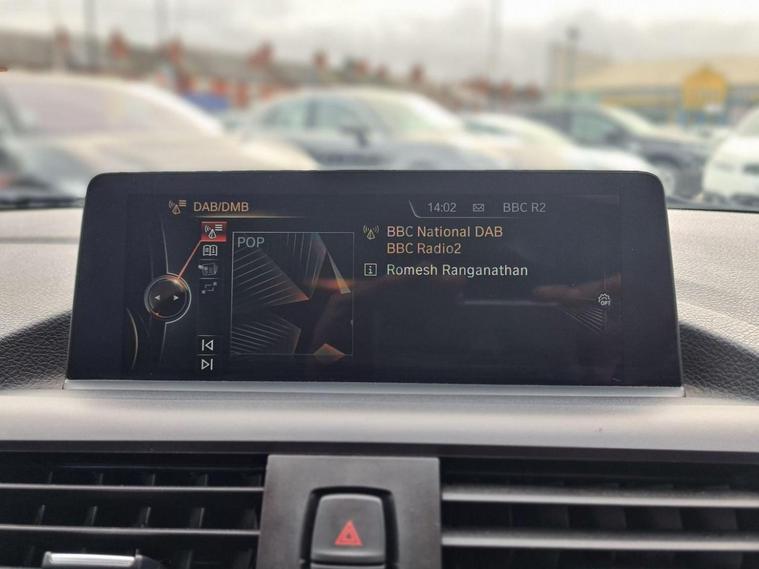 DAB/DMB
14:02 BBC R2
POP
BBC National DAB
BBC Radio2
Romesh Ranganathan
OPT